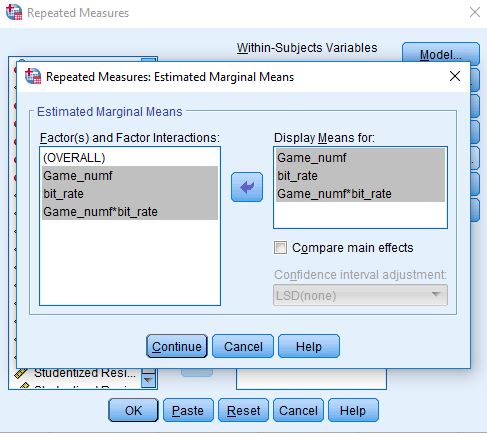 Repeated Measures
Within-Subjects Variables
Model...
Repeated Measures: Estimated Marginal Means
Estimated Marginal Means
Factor(s) and Factor Interactions:
(OVERALL)
Game_numf
bit_rate
Game_numf*bit_rate
Display Means for:
Game_numf
bit_rate
Game_numf*bit_rate
Compare main effects
Confidence interval adjustment:
LSD(none)
Continue
Cancel
Help
Studentized Resi...
OK
Paste
Reset
Cancel
Help